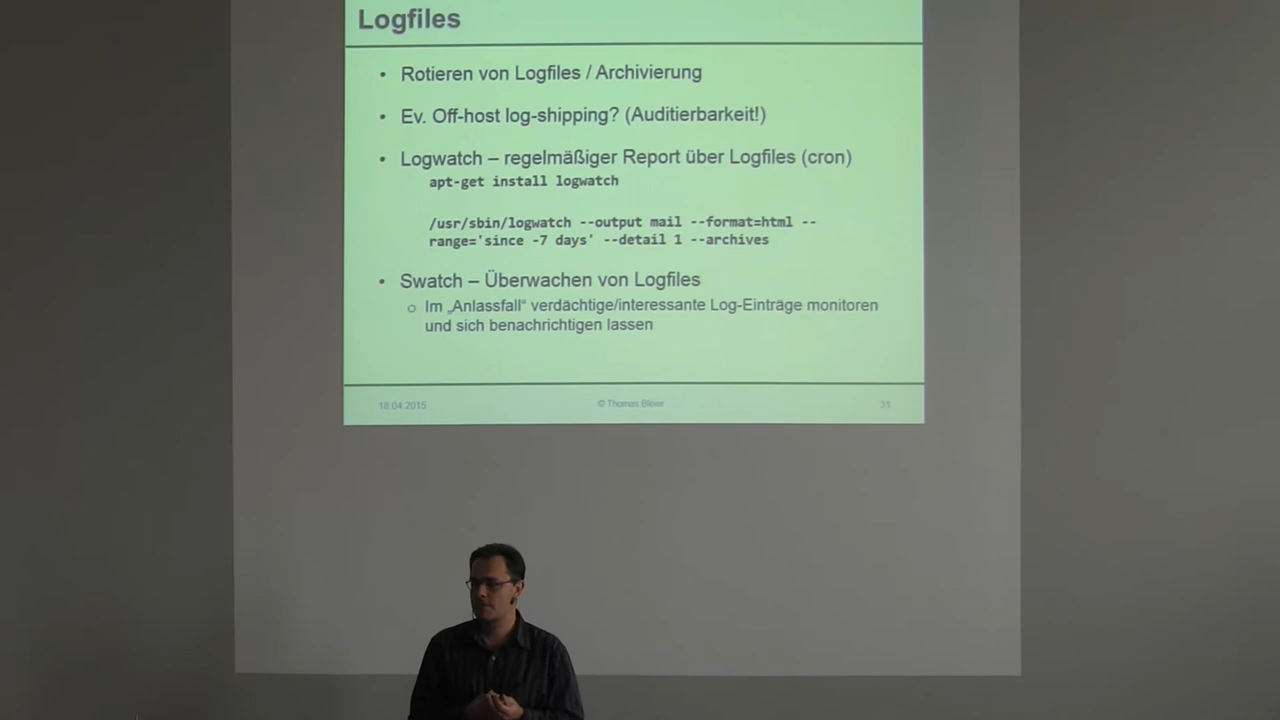 Logfiles
• Rotieren von Logfiles / Archivierung
• Ev. Off-host log-shipping? (Auditierbarkeit!)
• Logwatch – regelmäßiger Report über Logfiles (cron)
apt-get install logwatch
/usr/sbin/logwatch --output mail --format=html --
range='since -7 days' --detail 1 --archives
• Swatch – Überwachen von Logfiles
o Im „Anlassfall“ verdächtige/interessante Log-Einträge monitoren
und sich benachrichtigen lassen
18.04.2015 © Thomas Bleier 31